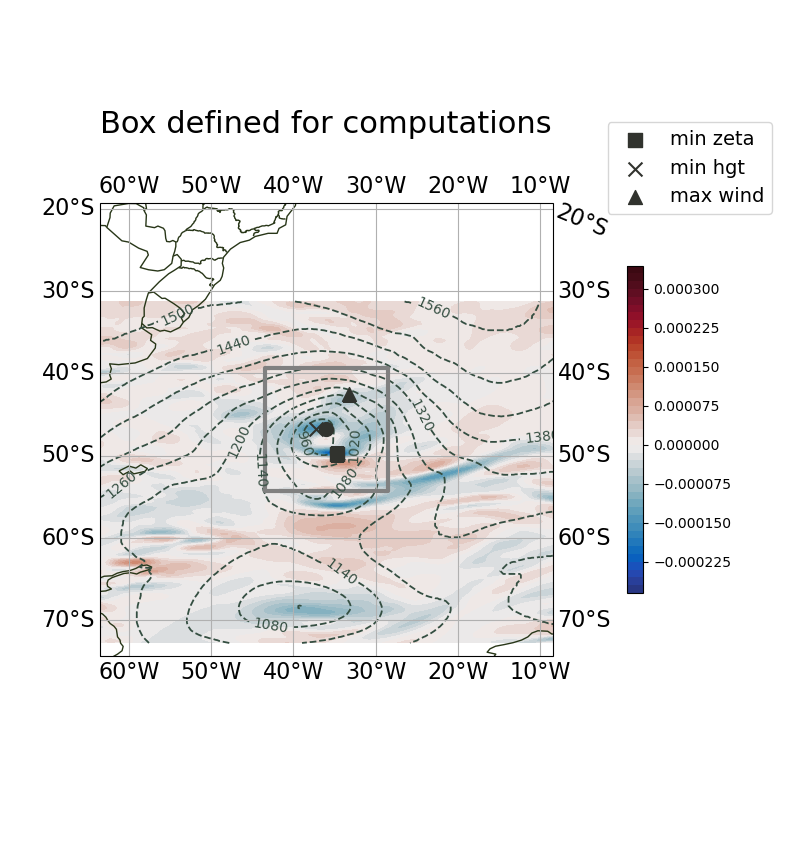 Box defined for computations
min zeta
min hgt
max wind
60°W 50°W 40°W 30°W 20°W 10°W
20°S 20°S
30°S 30°S
40°S 40°S
50°S 50°S
60°S 60°S
70°S 70°S
60°W 50°W 40°W 30°W 20°W 10°W
1500
1560
1440
1320
1380
1200
960
1020
1140
1080
1260
1140
1080
0.000300
0.000225
0.000150
0.000075
0.000000
−0.000075
−0.000150
−0.000225